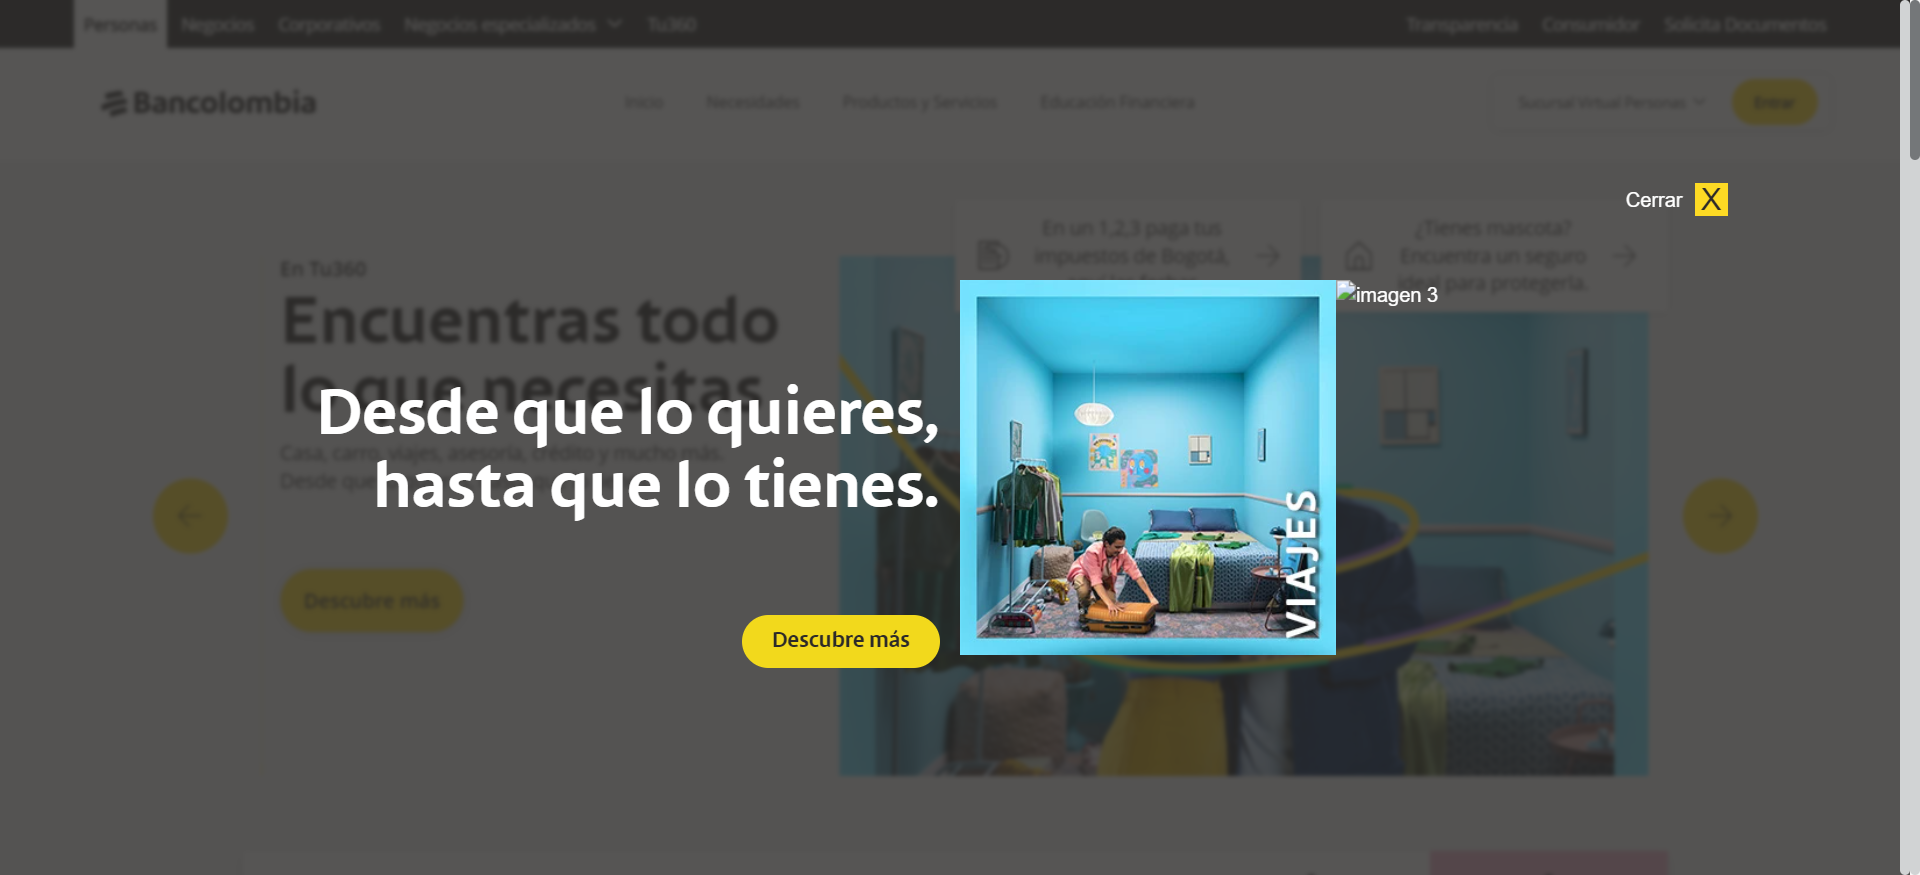 Personas Negocios Corporativos Negocios especializados Tu360 Transparencia Consumidor Solicita Documentos
Bancolombia Inicio Necesidades Productos y Servicios Educación Financiera Sucursal Virtual Personas Entrar
Cerrar X
En un 1,2,3 paga tus
impuestos de Bogotá,
¿Tienes mascota?
Encuentra un seguro
ideal para protegerla.
En Tu360
Encuentras todo
lo que necesitas
Casa, carro, viajes, asesoría, crédito y mucho más.
Desde que
Descubre más
imagen 3
Desde que lo quieres,
hasta que lo tienes.
Descubre más
VIAJES